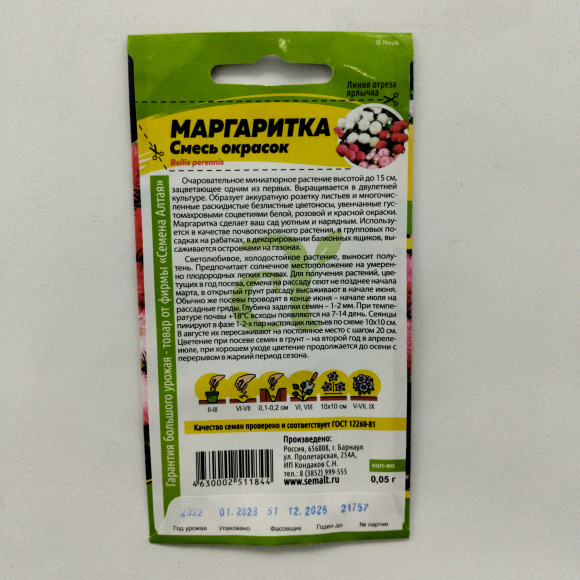 © Novik
Линия отреза
ярлычка
МАРГАРИТКА
Смесь окрасок
Bellis perennis
Очаровательное миниатюрное растение высотой до 15 см,
зацветающее одним из первых. Выращивается в двулетней
культуре. Образует аккуратную розетку листьев и многочис-
ленные раскидистые безлистные цветоносы, увенчанные гус-
томахровыми соцветиями белой, розовой и красной окраски.
Маргаритка сделает ваш сад уютным и нарядным. Использу-
ется в качестве почвопокровного растения, в групповых по-
садках на рабатках, в декорировании балконных ящиков, вы-
саживается островками на газонах.
Светолюбивое, холодостойкое растение, выносит полу-
тень. Предпочитает солнечное местоположение на умерен-
но плодородных легких почвах. Для получения растений, цве-
тущих в год посева, семена на рассаду сеют не позднее начала
марта, в открытый грунт рассаду высаживают в начале июня.
Обычно же посевы проводят в конце июня – начале июля на
рассадные гряды. Глубина заделки семян – 1-2 мм. При темпе-
ратуре почвы +18°С всходы появляются на 7-14 день. Сеянцы
пикируют в фазе 1-2-х пар настоящих листьев по схеме 10х10 см.
В августе их пересаживают на постоянное место с шагом 20 см.
Цветение при посеве семян в грунт – на второй год в апреле-
июле, при хорошем уходе цветение продолжается до осени с
перерывом в жаркий период сезона.
II-III VI-VII 0,1-0,2 см VI, VIII 10х10 см V-VII, IX
Качество семян проверено и соответствует ГОСТ 12260-81
Произведено:
Россия, 656008, г. Барнаул
ул. Пролетарская, 254А,
ИП Кондаков С.Н.
тел.: 8 (3852) 999-555
www.semalt.ru
кол-во
0,05 г
4630002511844
2022 01.2023 51 12.2026 21757
Год урожая Упаковано Фасовщик Годен до № партии
Гарантия большого урожая - товар от фирмы «Семена Алтая»